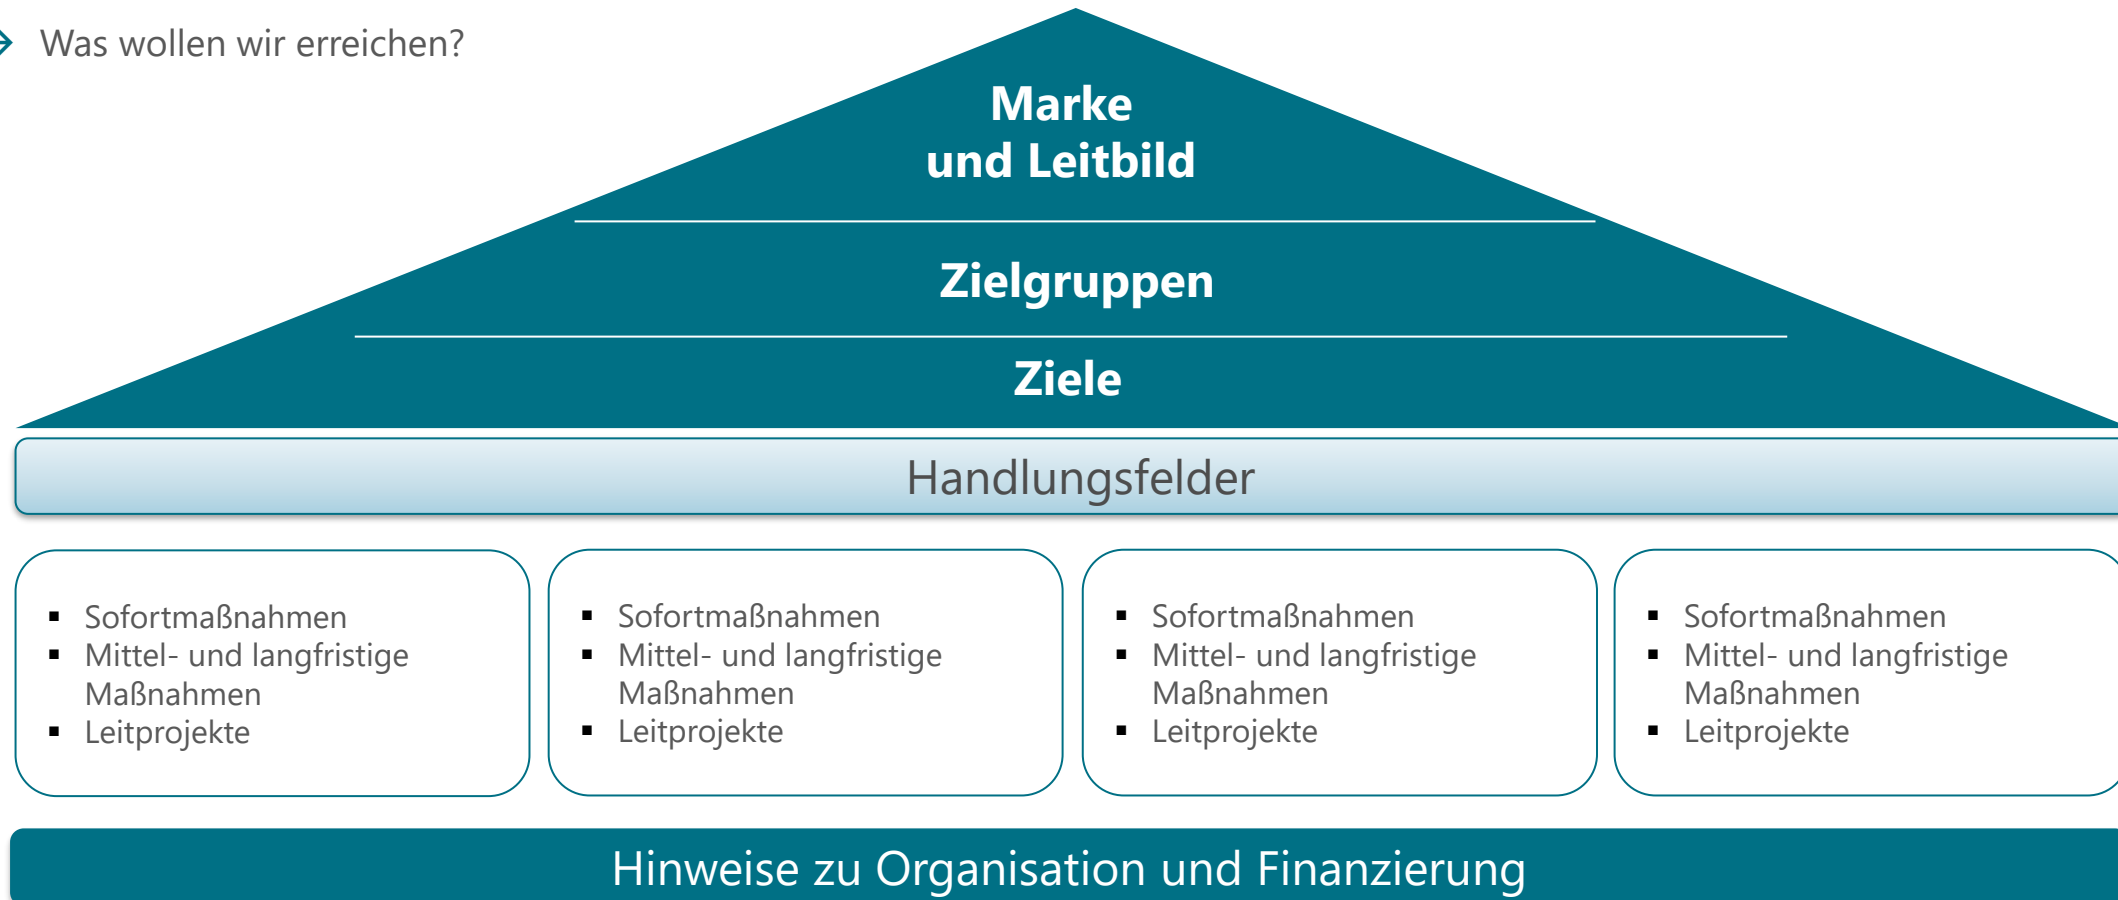 Was wollen wir erreichen?
Marke
und Leitbild
Zielgruppen
Ziele
Handlungsfelder
Sofortmaßnahmen
Mittel- und langfristige
Maßnahmen
Leitprojekte
Sofortmaßnahmen
Mittel- und langfristige
Maßnahmen
Leitprojekte
Sofortmaßnahmen
Mittel- und langfristige
Maßnahmen
Leitprojekte
Sofortmaßnahmen
Mittel- und langfristige
Maßnahmen
Leitprojekte
Hinweise zu Organisation und Finanzierung